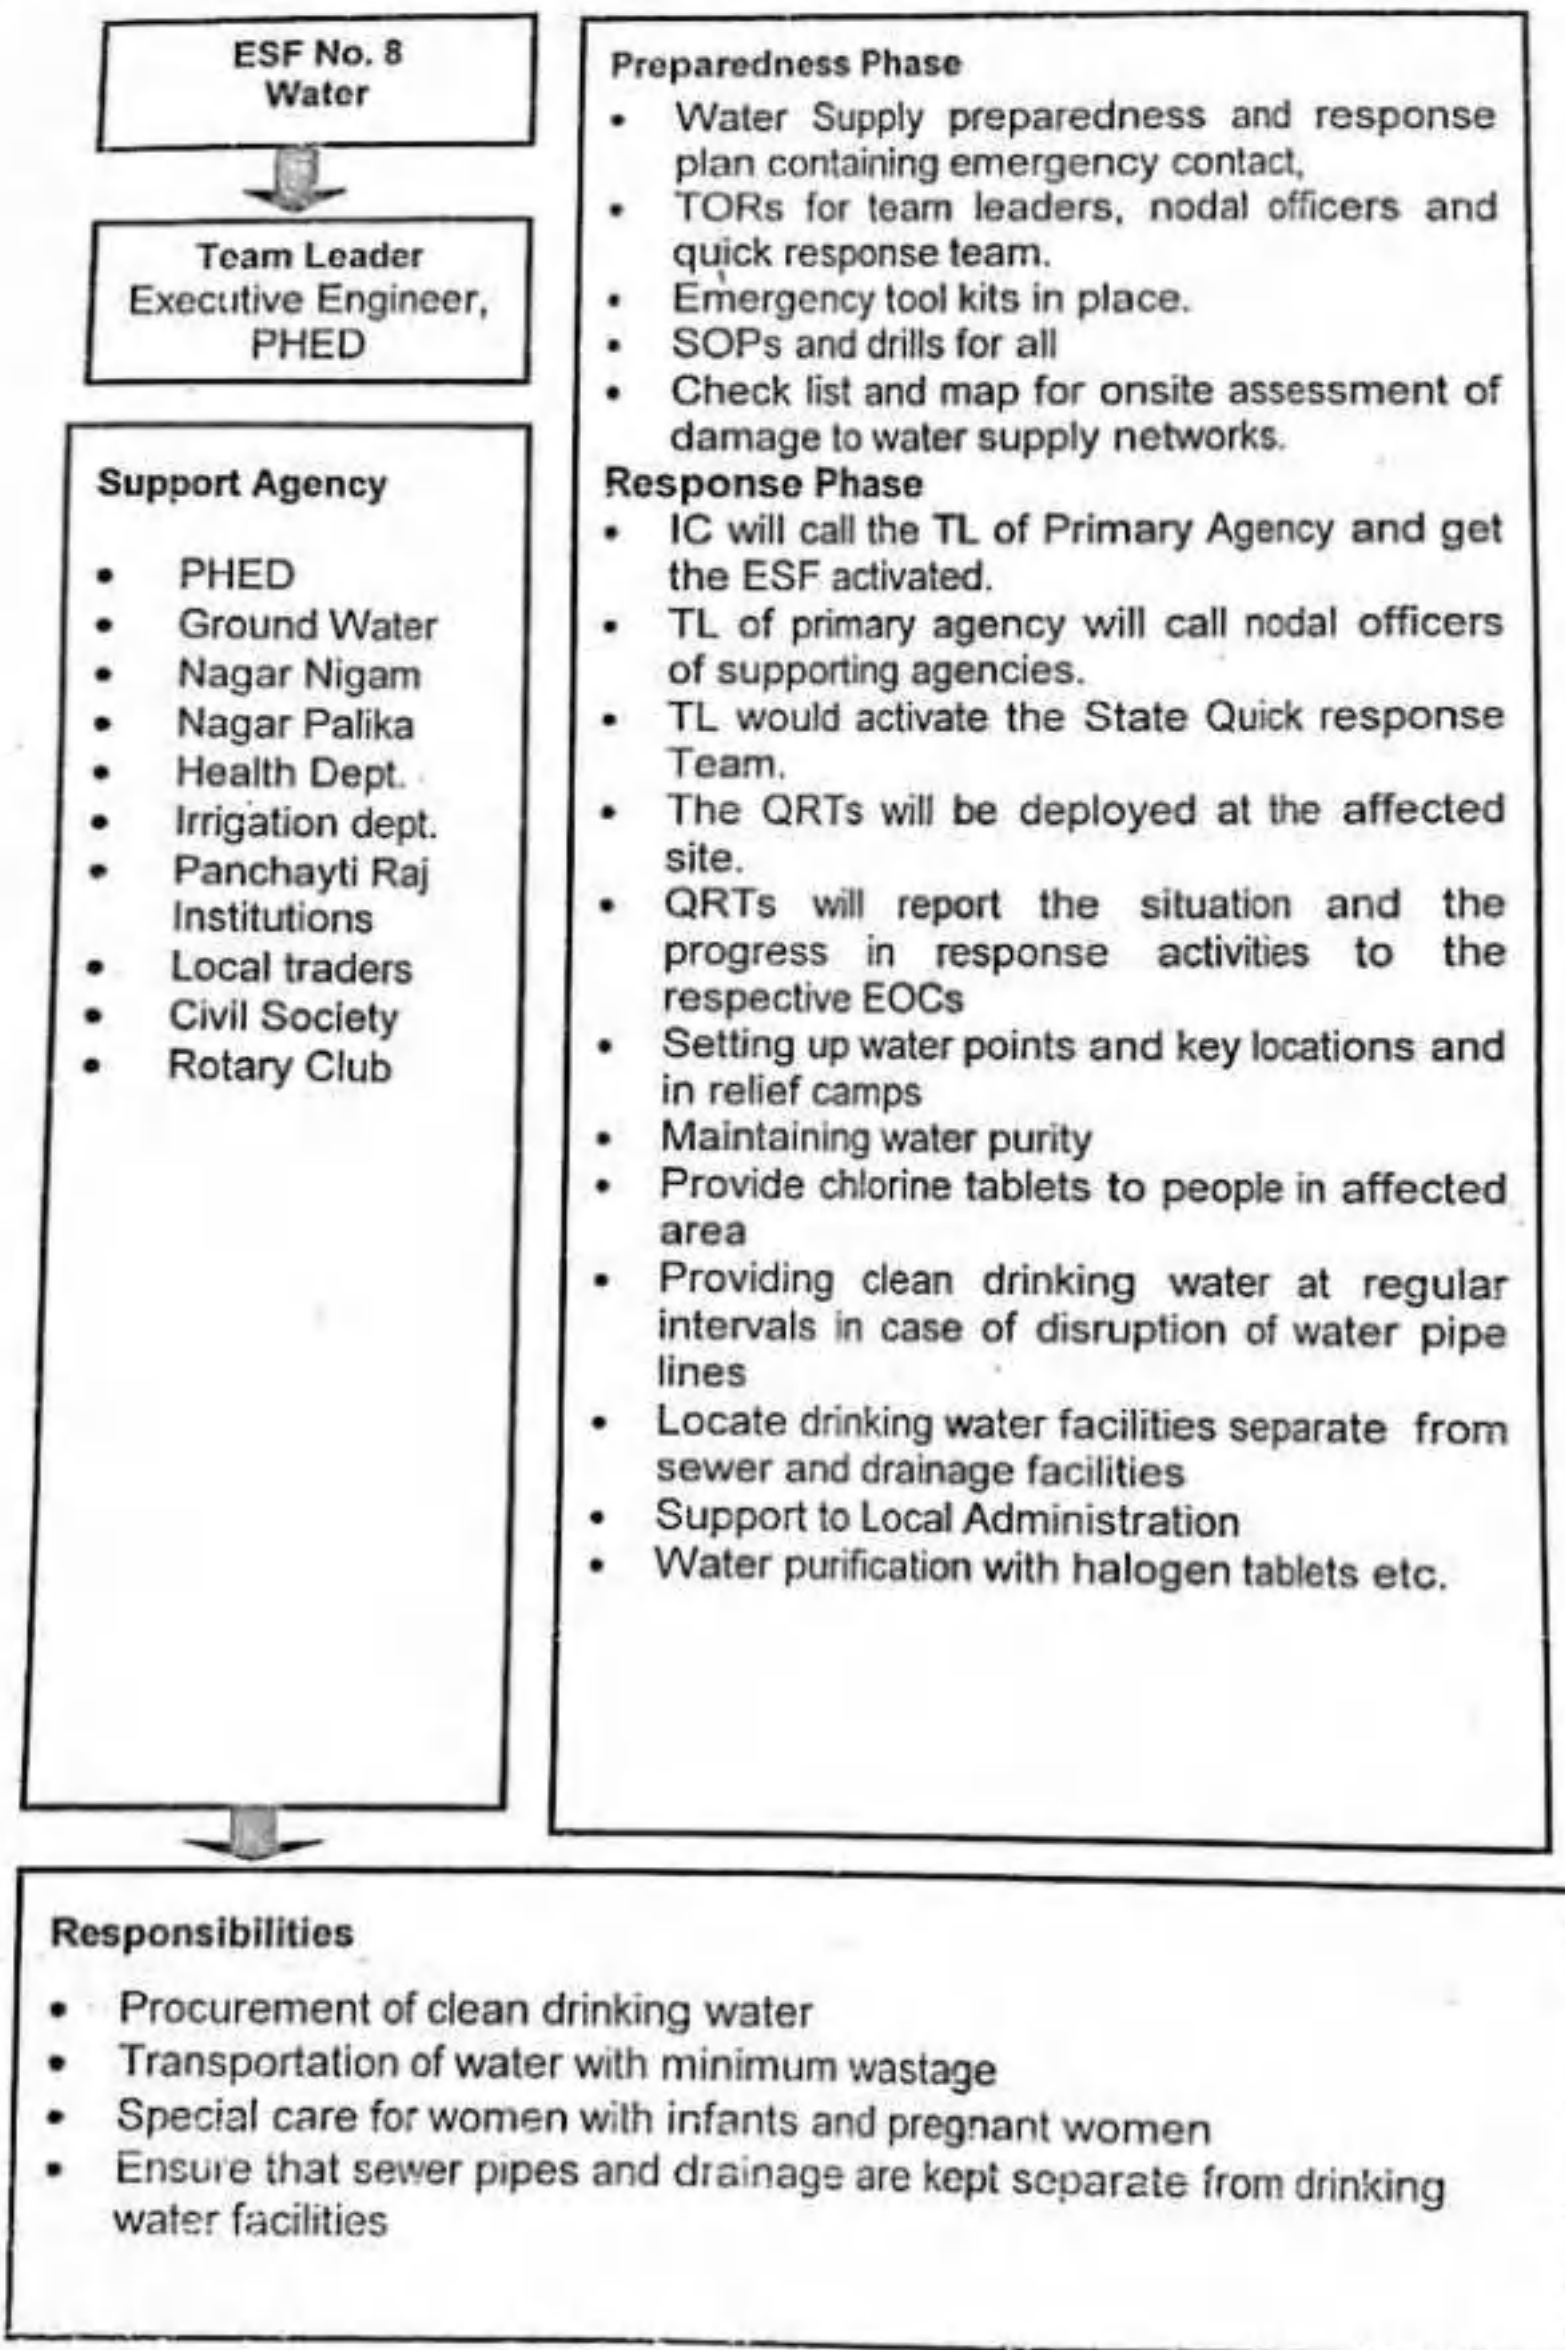 ESF No. 8
Water
Team Leader
Executive Engineer,
PHED
Support Agency
• PHED
• Ground Water
• Nagar Nigam
• Nagar Palika
• Health Dept.
• Irrigation dept.
• Panchayti Raj
Institutions
• Local traders
• Civil Society
• Rotary Club
Preparedness Phase
• Water Supply preparedness and response
plan containing emergency contact,
• TORs for team leaders, nodal officers and
quick response team.
• Emergency tool kits in place.
• SOPs and drills for all
• Check list and map for onsite assessment of
damage to water supply networks.
Response Phase
• IC will call the TL of Primary Agency and get
the ESF activated.
• TL of primary agency will call nodal officers
of supporting agencies.
• TL would activate the State Quick response
Team.
• The QRTs will be deployed at the affected
site.
• QRTs will report the situation and the
progress in response activities to the
respective EOCs
• Setting up water points and key locations and
in relief camps
• Maintaining water purity
• Provide chlorine tablets to people in affected
area
• Providing clean drinking water at regular
intervals in case of disruption of water pipe
lines
• Locate drinking water facilities separate from
sewer and drainage facilities
• Support to Local Administration
• Water purification with halogen tablets etc.
Responsibilities
• Procurement of clean drinking water
• Transportation of water with minimum wastage
• Special care for women with infants and pregnant women
• Ensure that sewer pipes and drainage are kept separate from drinking
water facilities